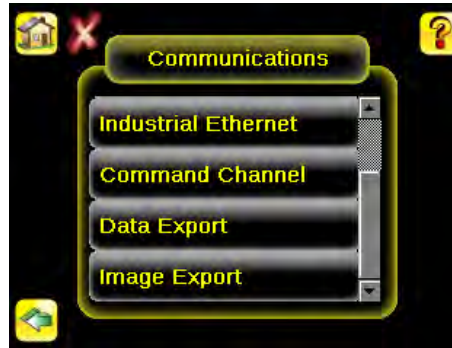 Communications
Industrial Ethernet
Command Channel
Data Export
Image Export